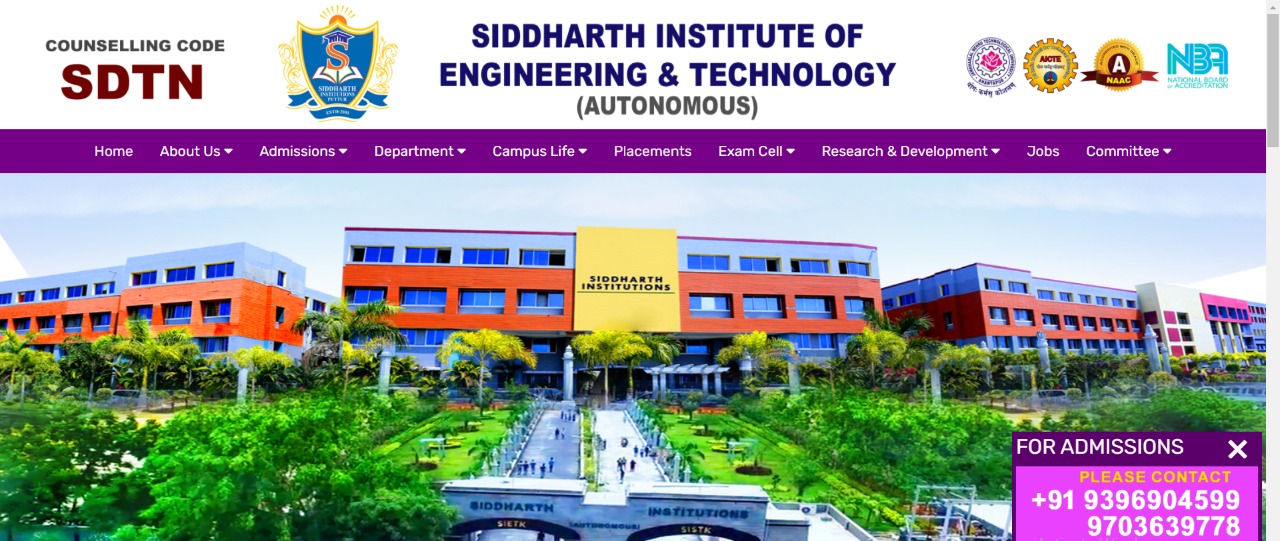 COUNSELLING CODE
SDTN
S
SIDDHARTH
INSTITUTIONS
PUTTUR
ESTD 2001
SIDDHARTH INSTITUTE OF
ENGINEERING & TECHNOLOGY
(AUTONOMOUS)
AICTE
A
NAAC
NBA
NATIONAL BOARD
OF ACCREDITATION
Home About Us Admissions Department Campus Life Placements Exam Cell Research & Development Jobs Committee
SIDDHARTH
INSTITUTIONS
SIDDHARTH INSTITUTIONS
SIETK (AUTONOMOUS) SISTK
FOR ADMISSIONS
PLEASE CONTACT
+91 9396904599
9703639778